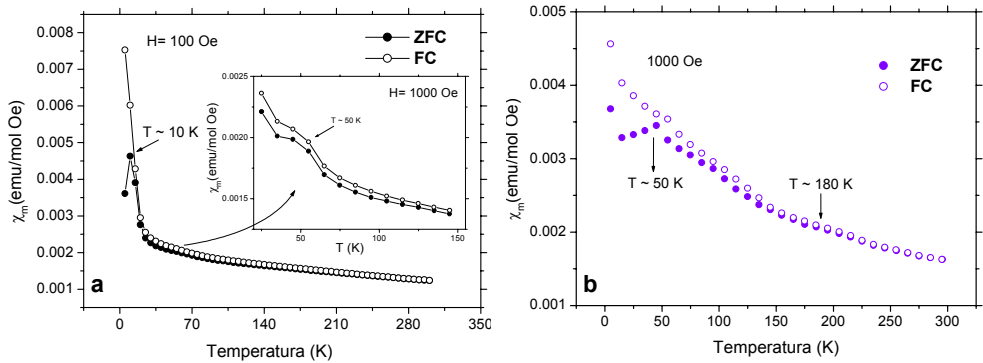 H= 100 Oe
ZFC
FC
0.008
0.007
0.006
0.005
0.004
0.003
0.002
0.001
χm(emu/mol Oe)
T ~ 10 K
0.0025
0.0020
0.0015
χm(emu/mol Oe)
H= 1000 Oe
T ~ 50 K
50
100
150
T (K)
a
0
70
140
210
280
350
Temperatura (K)
0.005
0.004
0.003
0.002
0.001
χm(emu/mol Oe)
1000 Oe
ZFC
FC
T ~ 50 K
T ~ 180 K
b
0
50
100
150
200
250
300
Temperatura (K)